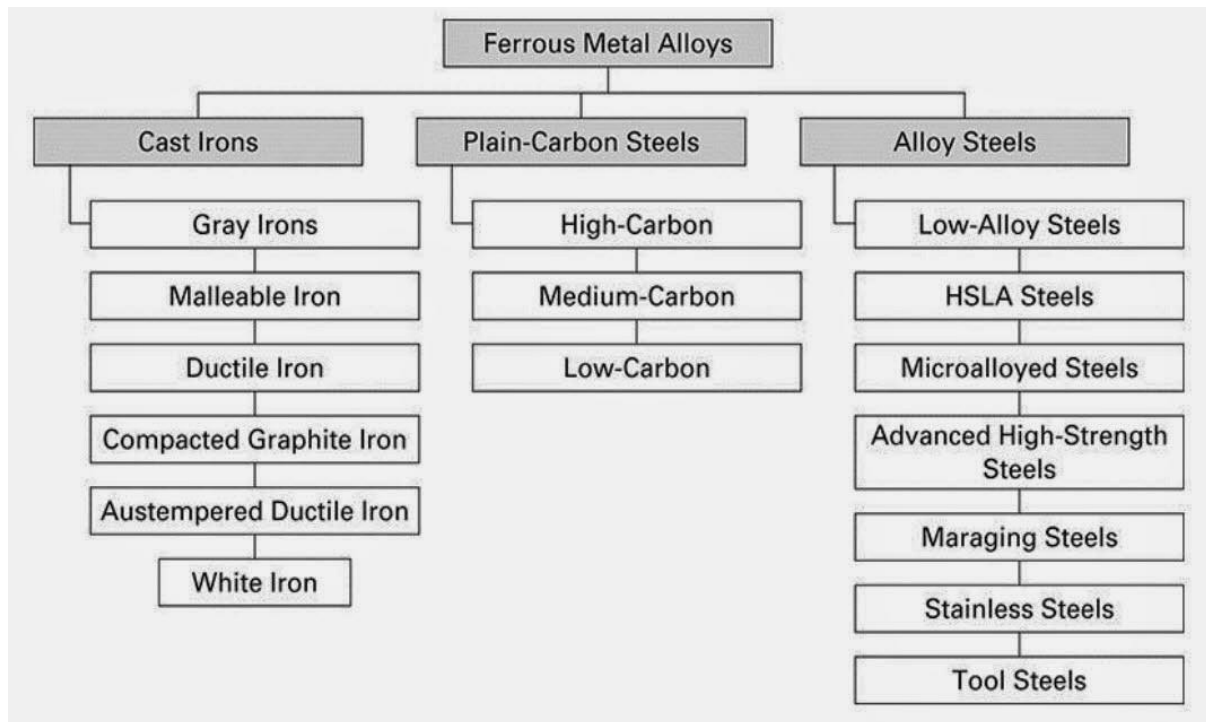 Ferrous Metal Alloys
Cast Irons
Plain-Carbon Steels
Alloy Steels
Gray Irons
Malleable Iron
Ductile Iron
Compacted Graphite Iron
Austempered Ductile Iron
White Iron
High-Carbon
Medium-Carbon
Low-Carbon
Low-Alloy Steels
HSLA Steels
Microalloyed Steels
Advanced High-Strength
Steels
Maraging Steels
Stainless Steels
Tool Steels